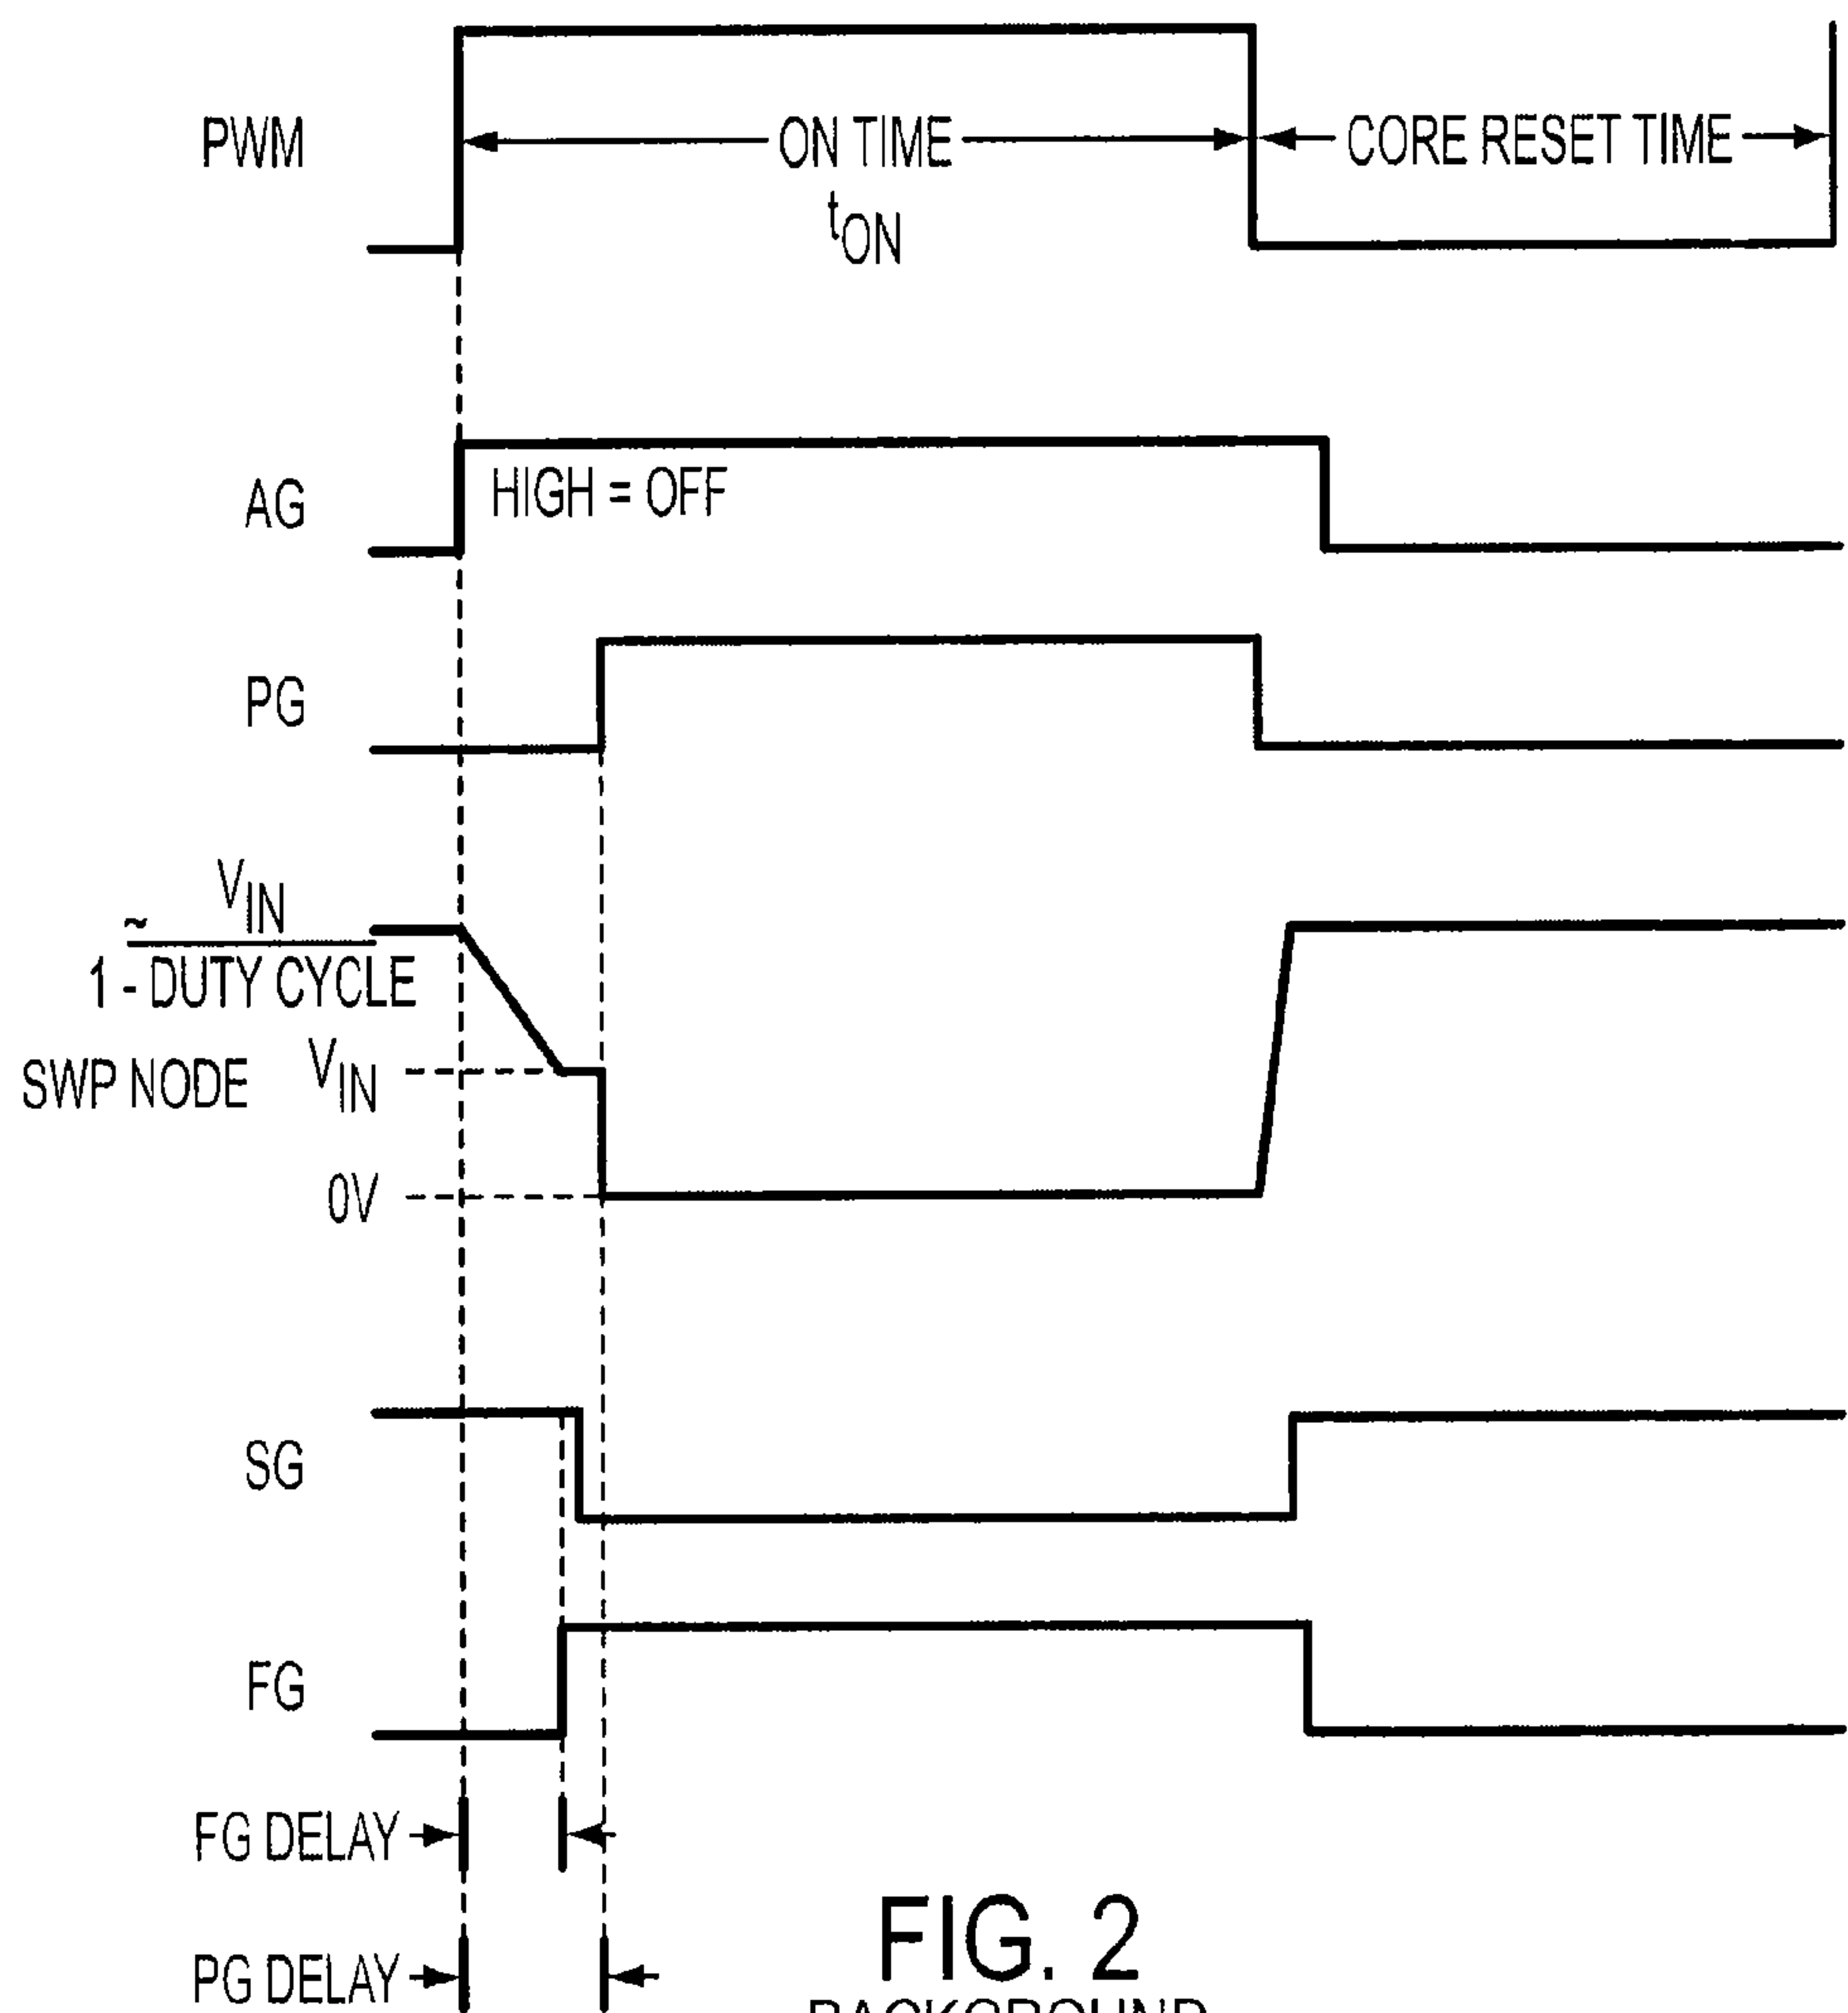 PWM
ON TIME
tON
CORE RESET TIME
AG
HIGH = OFF
PG
~ VIN
1 - DUTY CYCLE
SWP NODE
VIN
0V
SG
FG
FG DELAY
PG DELAY
FIG. 2
BACKGROUND